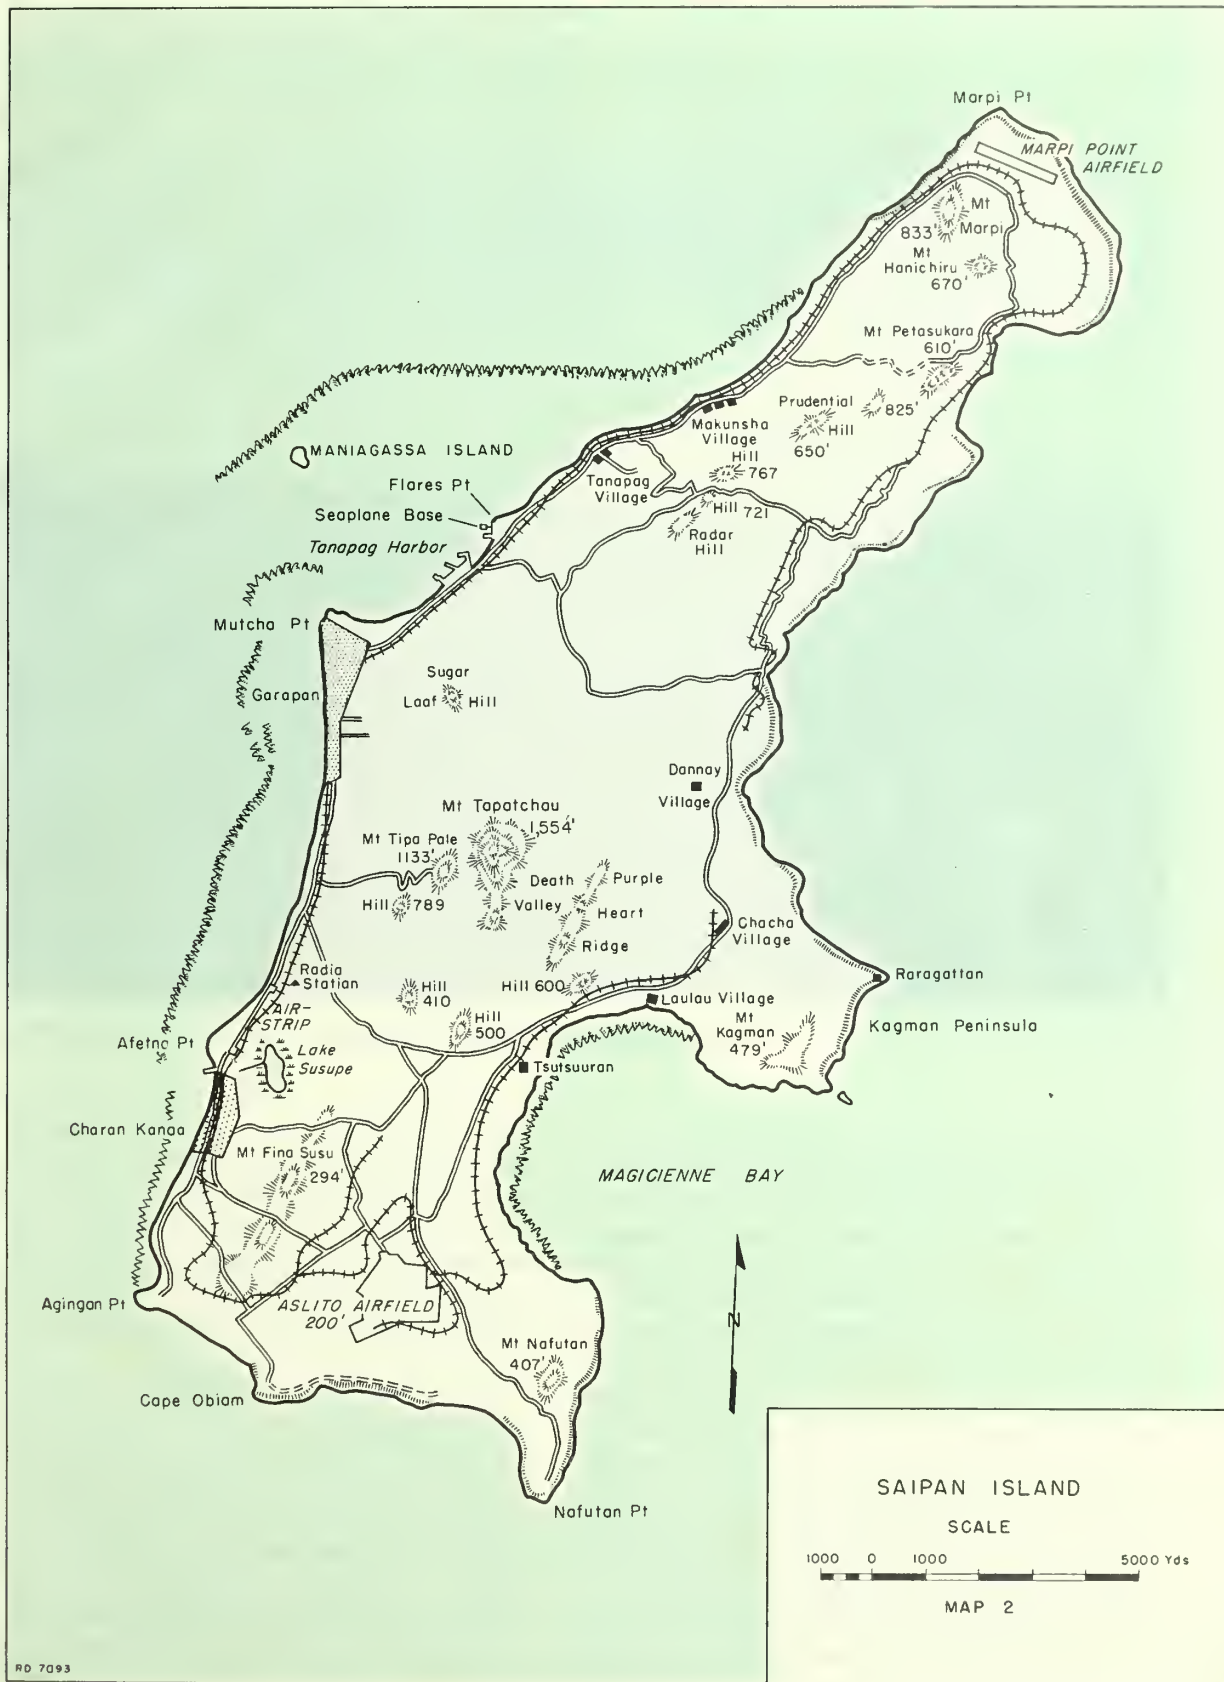 Marpi Pt
MARPI POINT
AIRFIELD
Mt
Marpi
833'
Mt
Hanichiru
670'
Mt Petasukara
610'
825'
Prudential
Hill
650'
Makunsha
Village
Hill
767
MANIAGASSA ISLAND
Flares Pt
Tanapag
Village
Seaplane Base
Hill 721
Radar
Hill
Tanapag Harbor
Mutcha Pt
Garapan
Sugar
Loaf Hill
Dannay
Village
Mt Tapotchau
1,554'
Mt Tipa Pale
1133'
Death
Valley
Purple
Heart
Ridge
Hill 789
Chacha
Village
Radio
Station
Hill
410
Hill 600
Raragattan
Laulau Village
AIR-
STRIP
Hill
500
Mt
Kagman
479'
Kagman Peninsula
Afetna Pt
Lake
Susupe
Tsutsuuran
Charan Kanaa
Mt Fina Susu
294'
MAGICIENNE BAY
Agingan Pt
ASLITO AIRFIELD
200'
N
Mt Nafutan
407'
Cape Obiam
Nafutan Pt
SAIPAN ISLAND
SCALE
1000 0 1000 5000 Yds
MAP 2
RD 7093